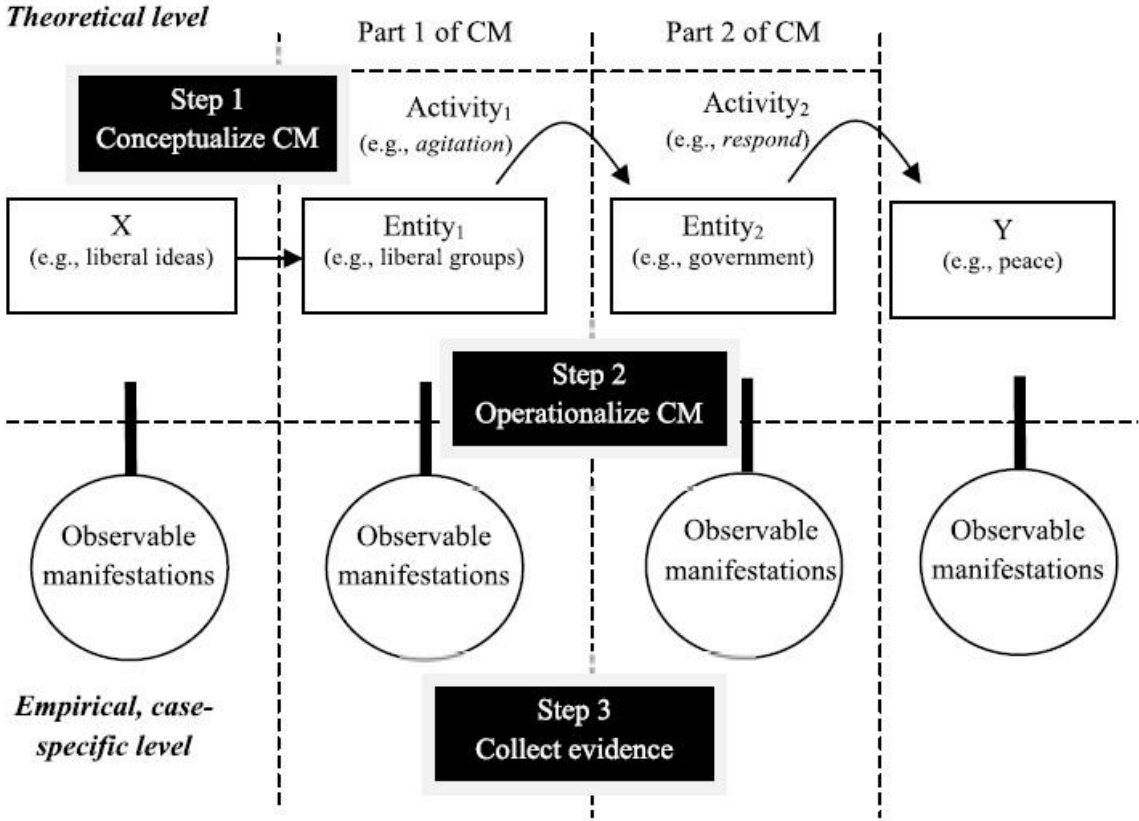 Theoretical level
Part 1 of CM
Part 2 of CM
Step 1
Conceptualize CM
Activity₁
(e.g., agitation)
Activity₂
(e.g., respond)
X
(e.g., liberal ideas)
Entity₁
(e.g., liberal groups)
Entity₂
(e.g., government)
Y
(e.g., peace)
Step 2
Operationalize CM
Observable
manifestations
Observable
manifestations
Observable
manifestations
Observable
manifestations
Empirical, case-
specific level
Step 3
Collect evidence